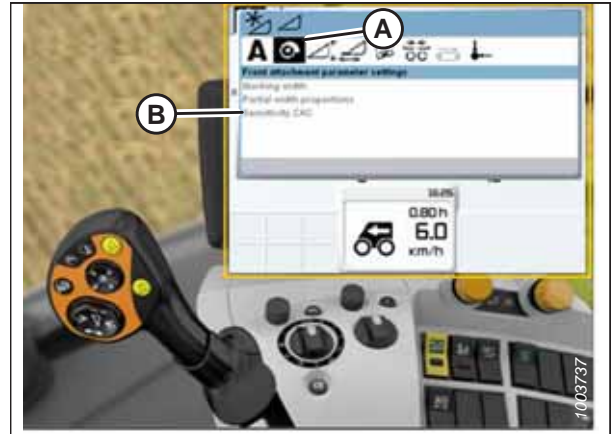 A
A
Front attachment parameter settings
Working width
Partial width proportions
B
Sensitivity CAC
10:25
0.80 h
6.0
km/h
1003737